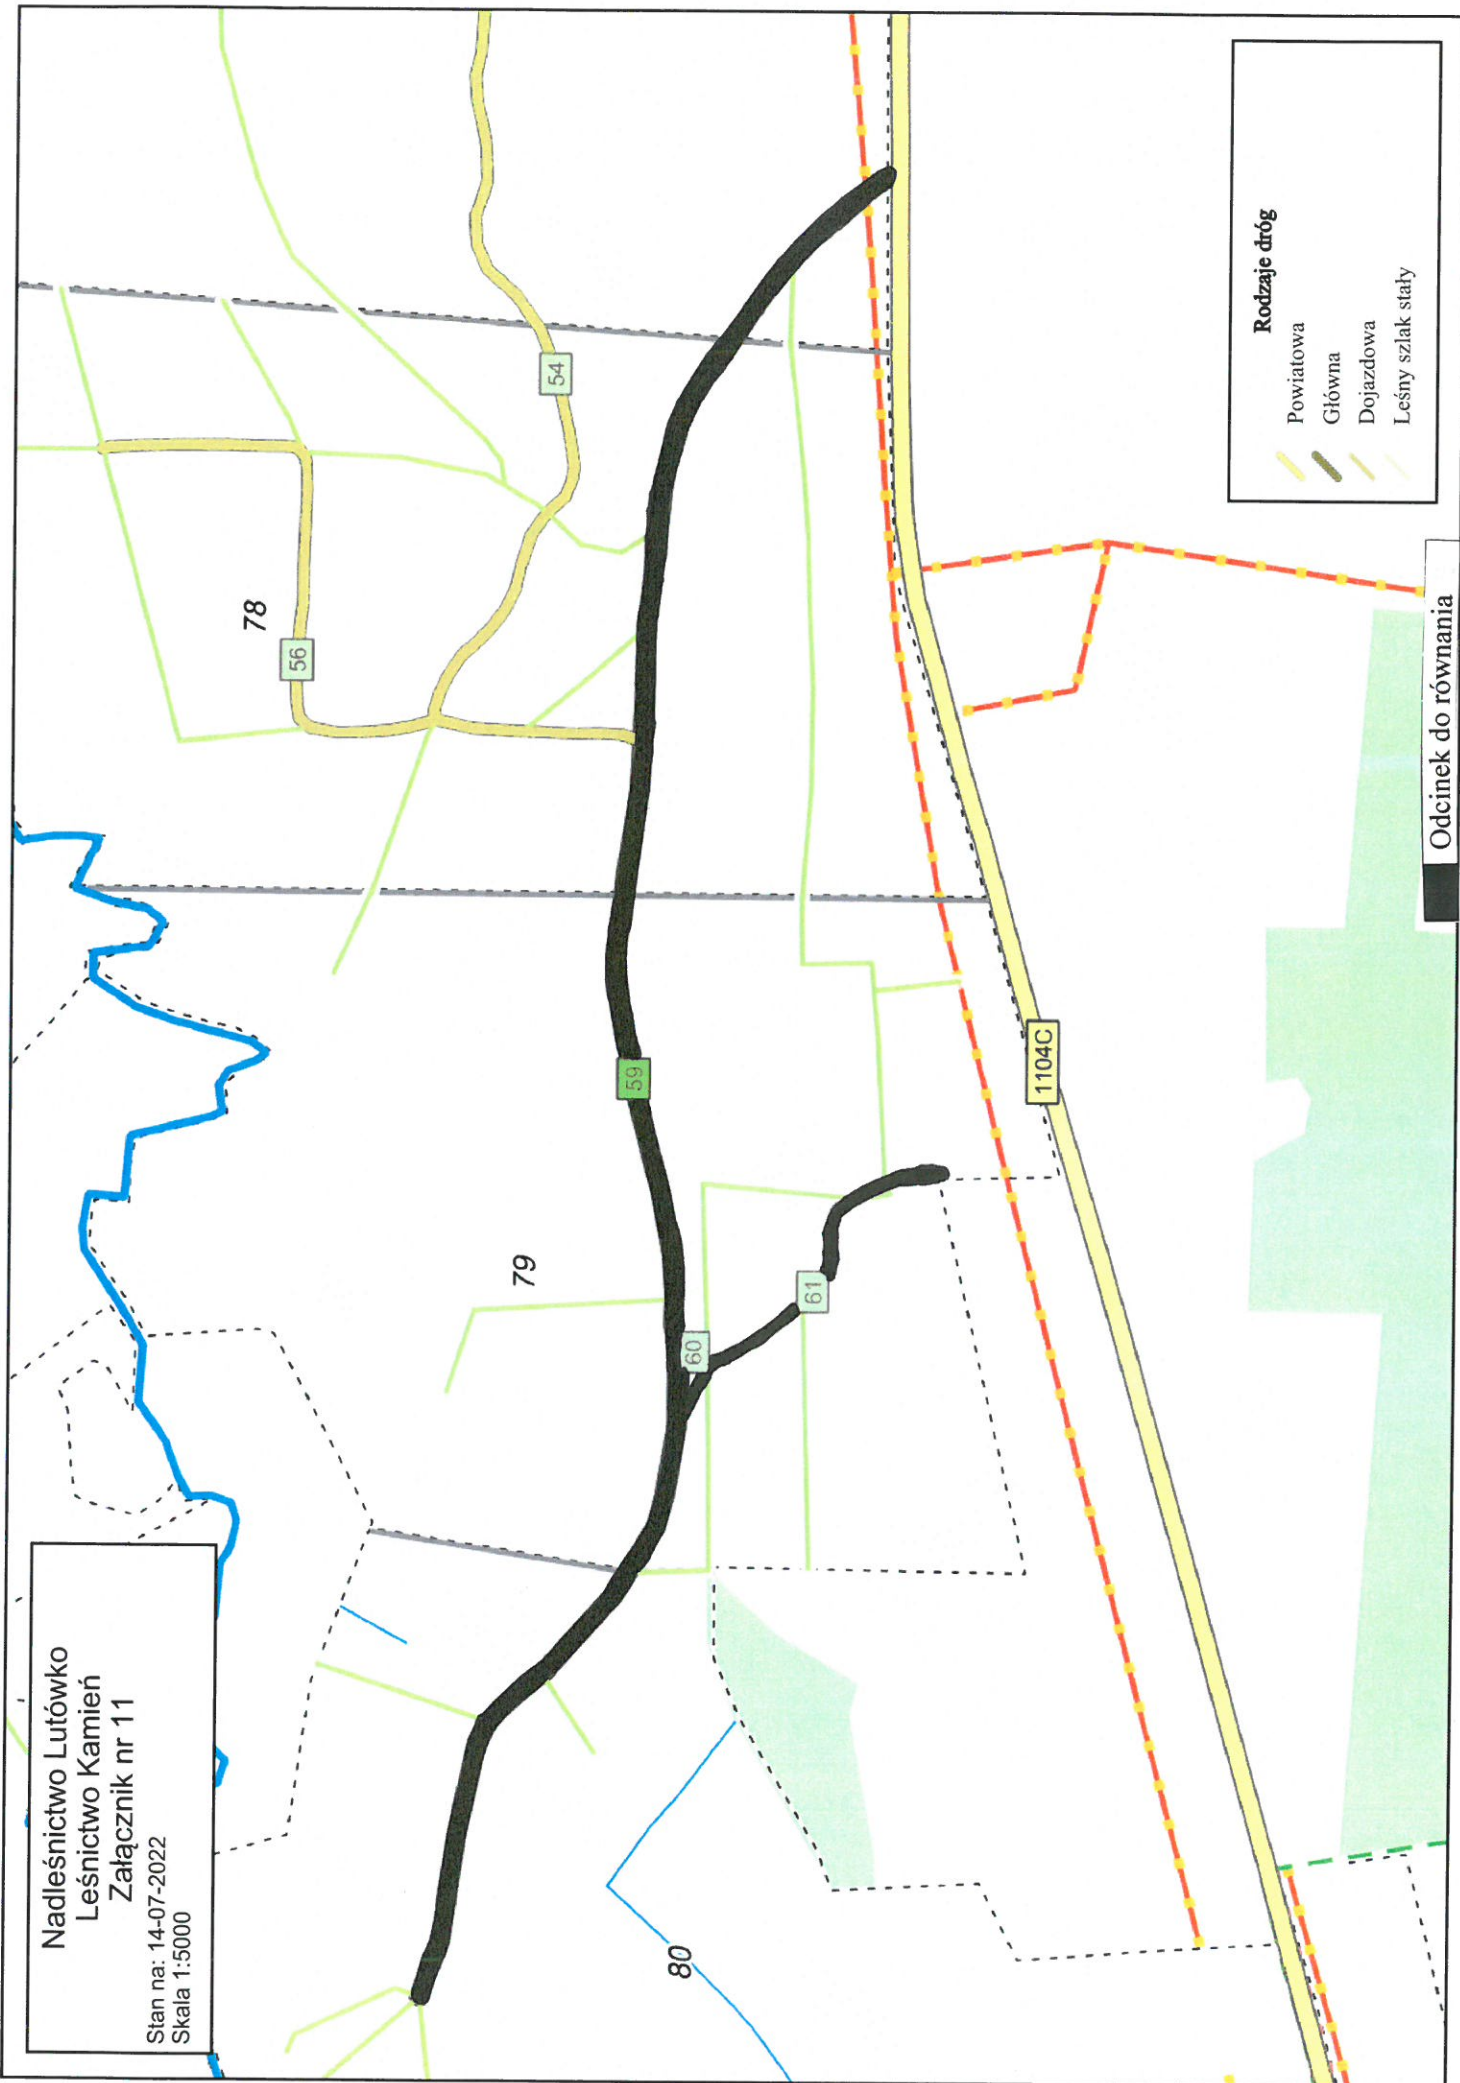 Nadleśnictwo Lutówko
Leśnictwo Kamień
Załącznik nr 11
Stan na: 14-07-2022
Skala 1:5000
80
79
60
61
59
1104C
78
56
54
Rodzaje dróg
Powiatowa
Główna
Dojazdowa
Leśny szlak stały
Odcinek do równania